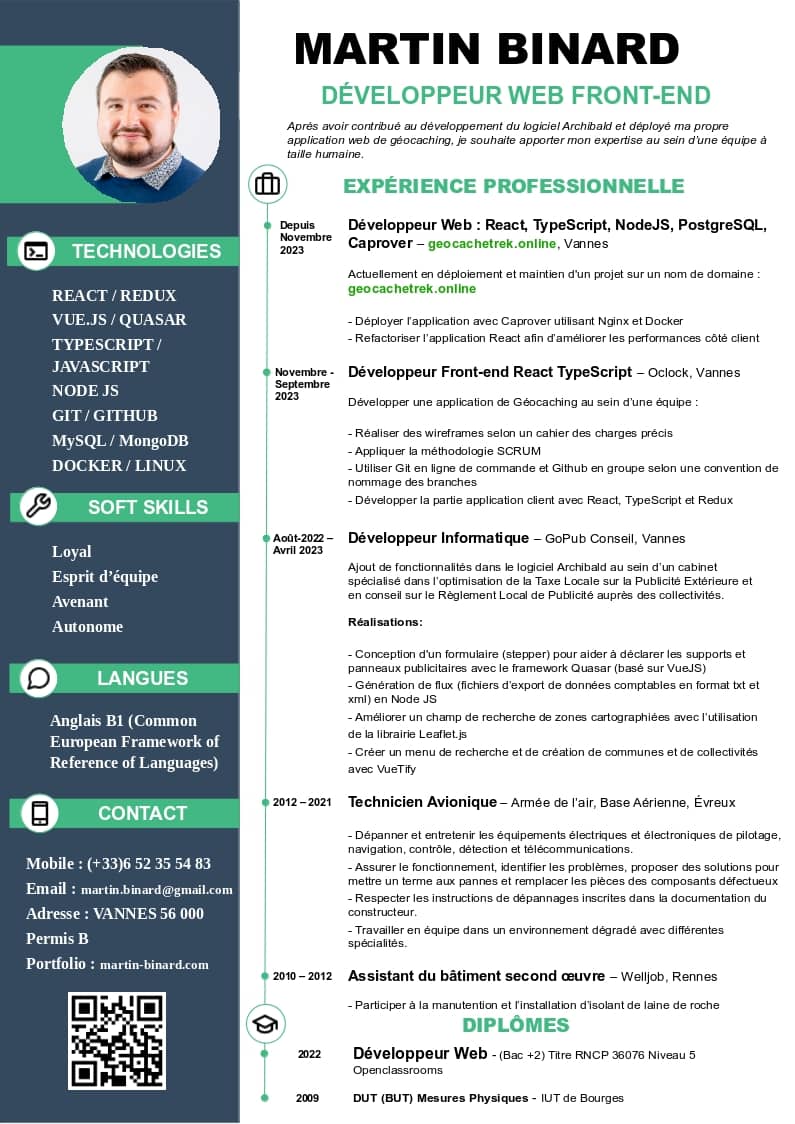 MARTIN BINARD
DÉVELOPPEUR WEB FRONT-END
Après avoir contribué au développement du logiciel Archibald et déployé ma propre
application web de géocaching, je souhaite apporter mon expertise au sein d'une équipe à
taille humaine.
TECHNOLOGIES
REACT / REDUX
VUE.JS / QUASAR
TYPESCRIPT /
JAVASCRIPT
NODE JS
GIT / GITHUB
MySQL / MongoDB
DOCKER / LINUX
SOFT SKILLS
Loyal
Esprit d'équipe
Avenant
Autonome
LANGUES
Anglais B1 (Common
European Framework of
Reference of Languages)
CONTACT
Mobile : (+33)6 52 35 54 83
Email : martin.binard@gmail.com
Adresse : VANNES 56 000
Permis B
Portfolio : martin-binard.com
EXPÉRIENCE PROFESSIONNELLE
Depuis
Novembre
2023
Développeur Web : React, TypeScript, NodeJS, PostgreSQL,
Caprover – geocachetrek.online, Vannes
Actuellement en déploiement et maintien d'un projet sur un nom de domaine :
geocachetrek.online
- Déployer l'application avec Caprover utilisant Nginx et Docker
- Refactoriser l'application React afin d'améliorer les performances côté client
Novembre -
Septembre
2023
Développeur Front-end React TypeScript – Oclock, Vannes
Développer une application de Géocaching au sein d'une équipe :
- Réaliser des wireframes selon un cahier des charges précis
- Appliquer la méthodologie SCRUM
- Utiliser Git en ligne de commande et Github en groupe selon une convention de
nommage des branches
- Développer la partie application client avec React, TypeScript et Redux
Août-2022 –
Avril 2023
Développeur Informatique – GoPub Conseil, Vannes
Ajout de fonctionnalités dans le logiciel Archibald au sein d'un cabinet
spécialisé dans l'optimisation de la Taxe Locale sur la Publicité Extérieure et
en conseil sur le Règlement Local de Publicité auprès des collectivités.
Réalisations:
- Conception d'un formulaire (stepper) pour aider à déclarer les supports et
panneaux publicitaires avec le framework Quasar (basé sur VueJS)
- Génération de flux (fichiers d'export de données comptables en format txt et
xml) en Node JS
- Améliorer un champ de recherche de zones cartographiées avec l'utilisation
de la librairie Leaflet.js
- Créer un menu de recherche et de création de communes et de collectivités
avec VueTify
2012 – 2021
Technicien Avionique – Armée de l'air, Base Aérienne, Évreux
- Dépanner et entretenir les équipements électriques et électroniques de pilotage,
navigation, contrôle, détection et télécommunications.
- Assurer le fonctionnement, identifier les problèmes, proposer des solutions pour
mettre un terme aux pannes et remplacer les pièces des composants défectueux
- Respecter les instructions de dépannages inscrites dans la documentation du
constructeur.
- Travailler en équipe dans un environnement dégradé avec différentes
spécialités.
2010 – 2012
Assistant du bâtiment second œuvre – Welljob, Rennes
- Participer à la manutention et l'installation d'isolant de laine de roche
DIPLÔMES
2022
Développeur Web - (Bac +2) Titre RNCP 36076 Niveau 5
Openclassrooms
2009
DUT (BUT) Mesures Physiques - IUT de Bourges